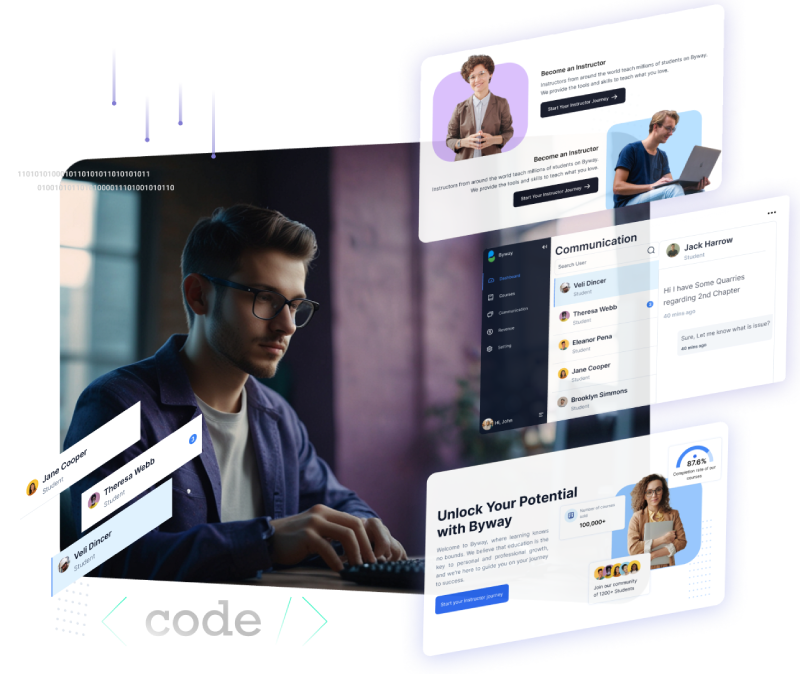 Become an Instructor
Instructors from around the world teach millions of students on Byway.
We provide the tools and skills to teach what you love.
Start Your Instructor Journey
Become an Instructor
Instructors from around the world teach millions of students on Byway.
We provide the tools and skills to teach what you love.
Start Your Instructor Journey
Byway
Dashboard
Courses
Communication
Revenue
Setting
Hi, John
Communication
Search User
Veli Dincer
Student
Theresa Webb
Student
Eleanor Pena
Student
Jane Cooper
Student
Brooklyn Simmons
Student
Jack Harrow
Student
Hi I have Some Quarries
regarding 2nd Chapter
40 mins ago
Sure, Let me know what is issue?
40 mins ago
Jane Cooper
Student
Theresa Webb
Student
3
Veli Dincer
Student
code
Unlock Your Potential
with Byway
Welcome to Byway, where learning knows
no bounds. We believe that education is the
key to personal and professional growth,
and we're here to guide you on your journey
to success.
Start your instructor journey
Number of courses
100,000+
87.6%
Completion rate of our
courses
Join our community
of 1200+ Students